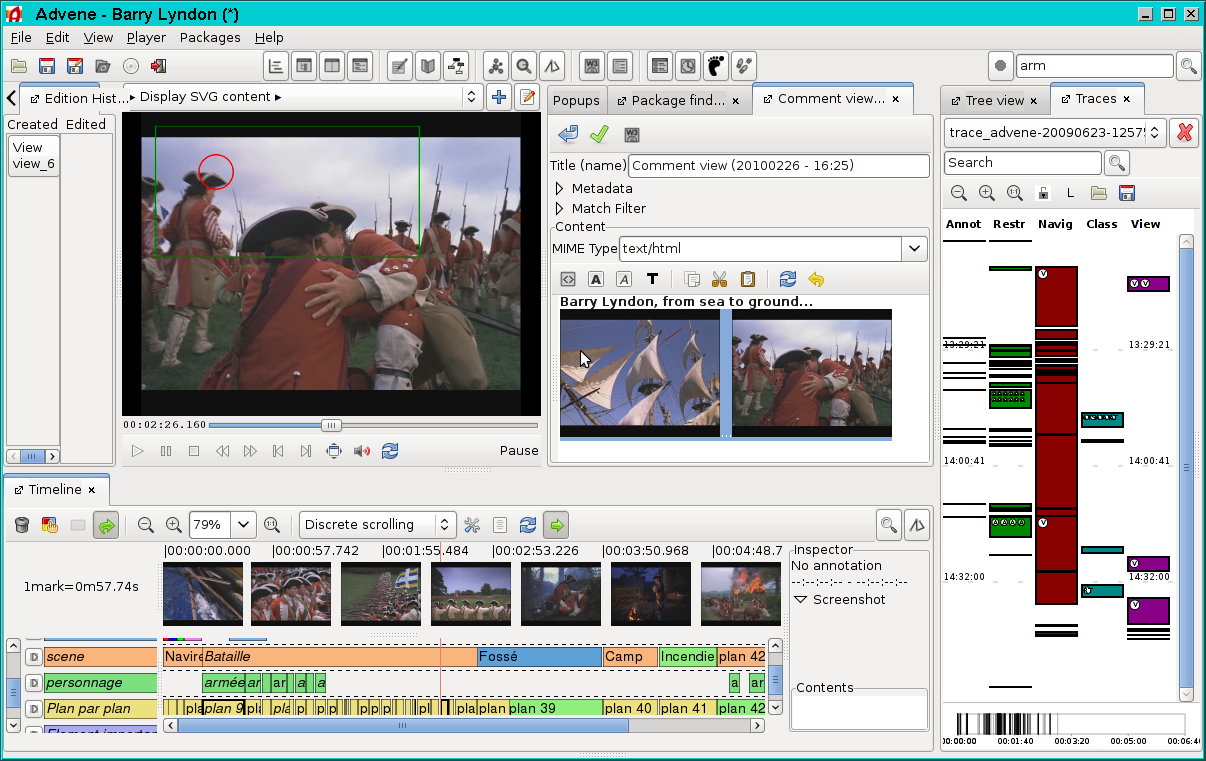 Advene - Barry Lyndon (*)
File Edit View Player Packages Help
arm
Edition Hist...
Display SVG content
Created Edited
View
view_6
00:02:26.160
Pause
Popups
Package find...
Comment view...
Title (name) Comment view (20100226 - 16:25)
Metadata
Match Filter
Content
MIME Type text/html
Barry Lyndon, from sea to ground...
Tree view
Traces
trace_advene-20090623-1257
Search
L
Annot Restr Navig Class View
13:29:21 13:29:21
14:00:41 14:00:41
14:32:00 14:32:00
00:00:00 00:01:40 00:03:20 00:05:00 00:06:4
Timeline
79%
Discrete scrolling
|00:00:00.000 |00:00:57.742 |00:01:55.484 |00:02:53.226 |00:03:50.968 |00:04:48.7
1mark=0m57.74s
D scene Navire Bataille Fossé Camp Incendie plan 42
D personnage armée ar ar a a a ar
D Plan par plan pla plan 9 pl pla p p p p pl pla plan plan 39 plan 40 plan 41 plan 42
Inspector
No annotation
--:--:--.--- - --:--:--.---
Screenshot
Contents